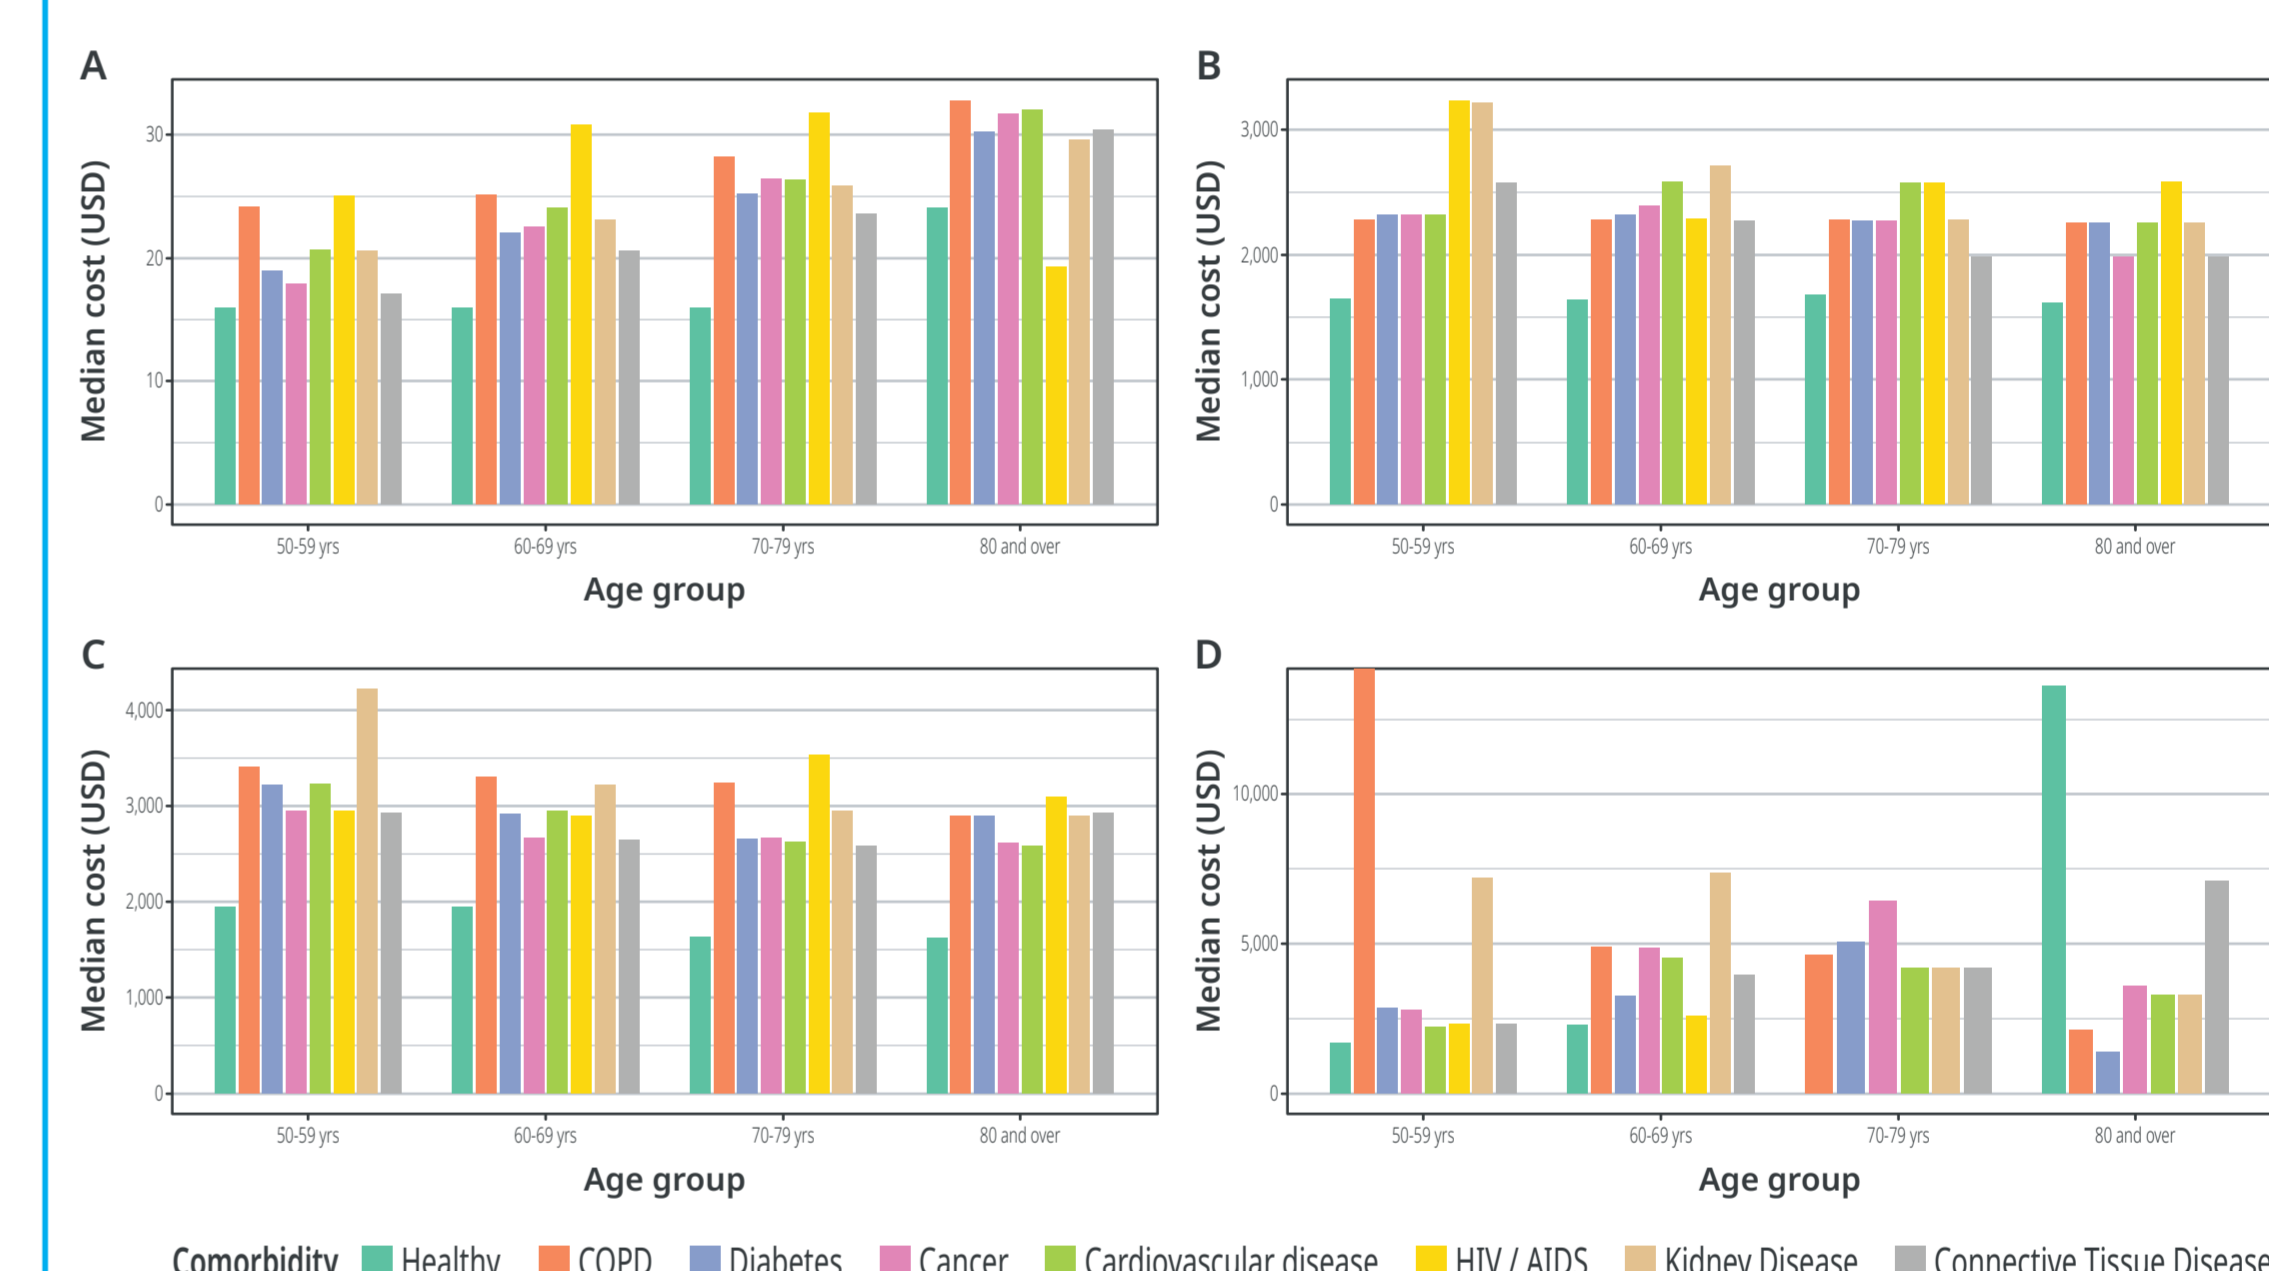 A
Median cost (USD)
30
20
10
0
50-59 yrs 60-69 yrs 70-79 yrs 80 and over
Age group
B
Median cost (USD)
3,000
2,000
1,000
0
50-59 yrs 60-69 yrs 70-79 yrs 80 and over
Age group
C
Median cost (USD)
4,000
3,000
2,000
1,000
0
50-59 yrs 60-69 yrs 70-79 yrs 80 and over
Age group
D
Median cost (USD)
10,000
5,000
0
50-59 yrs 60-69 yrs 70-79 yrs 80 and over
Age group
Comorbidity Healthy COPD Diabetes Cancer Cardiovascular disease HIV / AIDS Kidney Disease Connective Tissue Disease